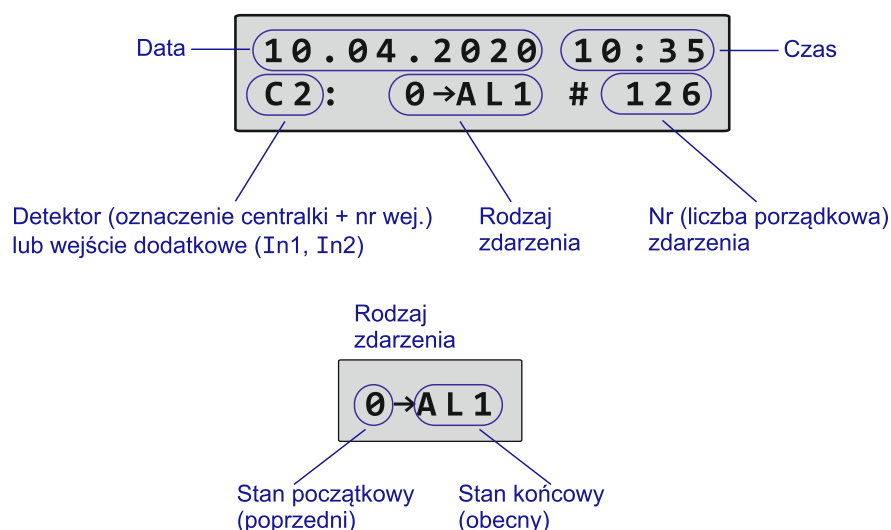 Data
10.04.2020 10:35
Czas
C2: 0→AL1 # 126
Detektor (oznaczenie centralki + nr wej.)
lub wejście dodatkowe (In1, In2)
Rodzaj
zdarzenia
Nr (liczba porządkowa)
zdarzenia
Rodzaj
zdarzenia
0→AL1
Stan początkowy
(poprzedni)
Stan końcowy
(obecny)